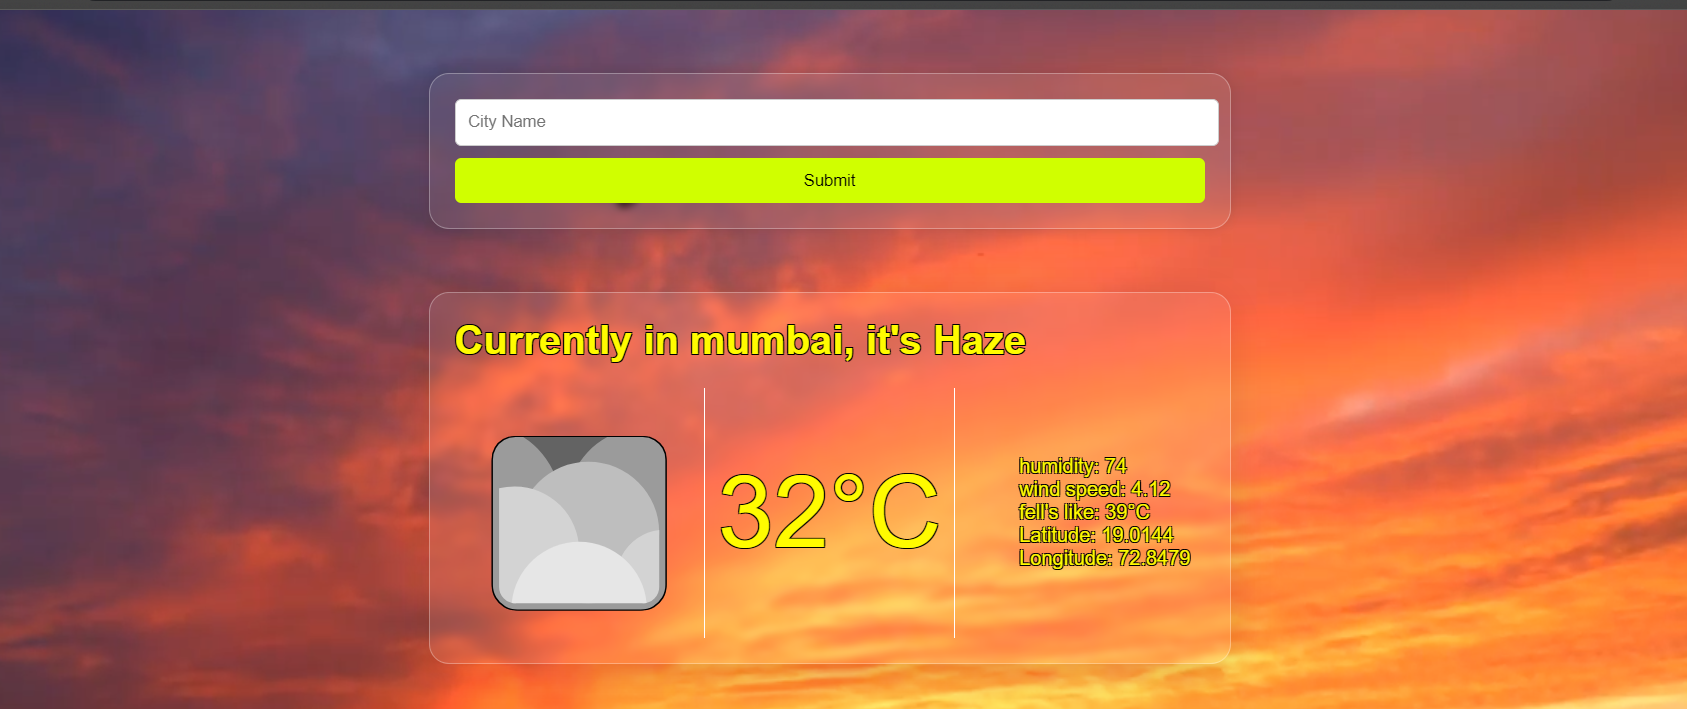 City Name
Submit
Currently in mumbai, it's Haze
32°C
humidity: 74
wind speed: 4.12
fell's like: 39°C
Latitude: 19.0144
Longitude: 72.8479